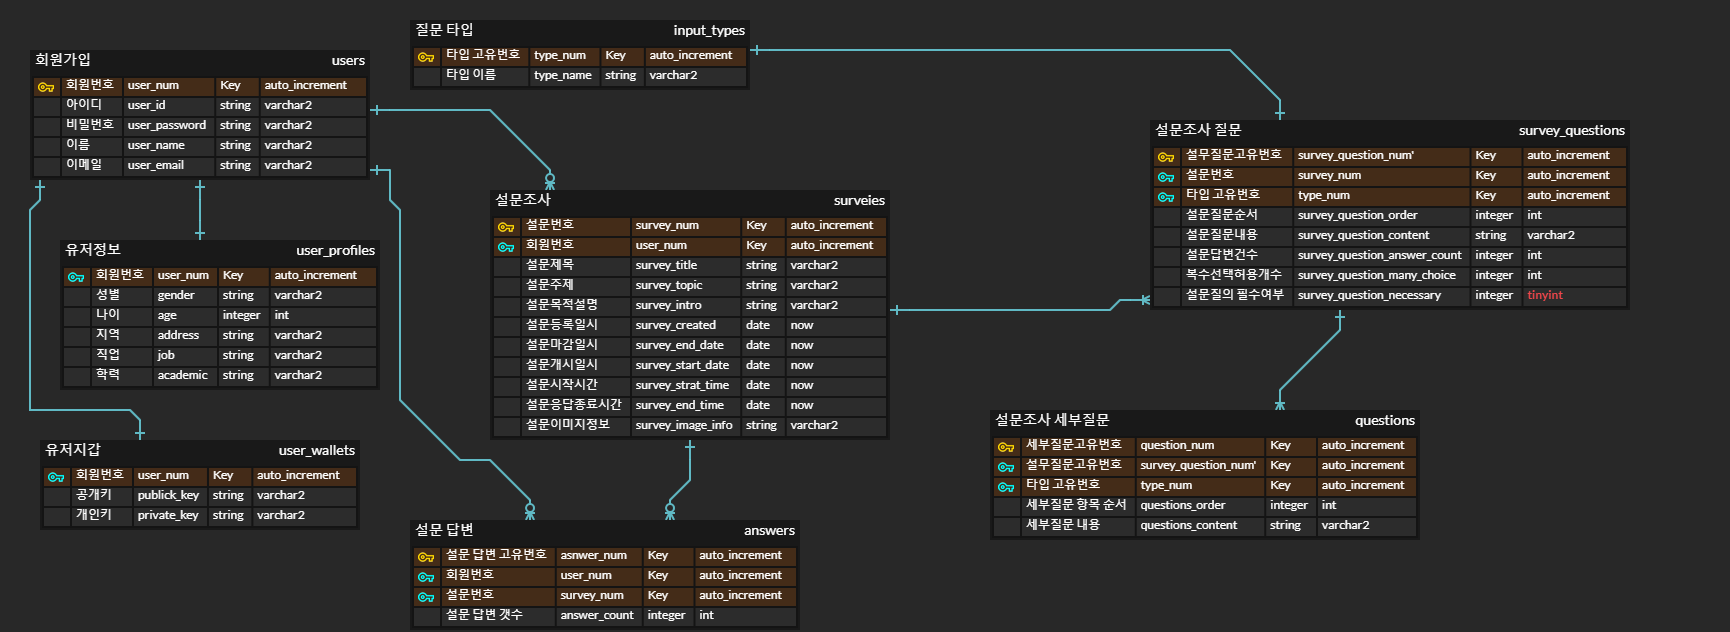 질문 타입 input_types
타입 고유번호 type_num Key auto_increment
타입 이름 type_name string varchar2
회원가입 users
회원번호 user_num Key auto_increment
아이디 user_id string varchar2
비밀번호 user_password string varchar2
이름 user_name string varchar2
이메일 user_email string varchar2
설문조사 질문 survey_questions
설무질문고유번호 survey_question_num' Key auto_increment
설문번호 survey_num Key auto_increment
타입 고유번호 type_num Key auto_increment
설문질문순서 survey_question_order integer int
설문질문내용 survey_question_content string varchar2
설문답변건수 survey_question_answer_count integer int
복수선택허용개수 survey_question_many_choice integer int
설문질의 필수여부 survey_question_necessary integer tinyint
설문조사 surveies
설문번호 survey_num Key auto_increment
회원번호 user_num Key auto_increment
설문제목 survey_title string varchar2
설문주제 survey_topic string varchar2
설문목적설명 survey_intro string varchar2
설문등록일시 survey_created date now
설문마감일시 survey_end_date date now
설문개시일시 survey_start_date date now
설문시작시간 survey_strat_time date now
설문응답종료시간 survey_end_time date now
설문이미지정보 survey_image_info string varchar2
유저정보 user_profiles
회원번호 user_num Key auto_increment
성별 gender string varchar2
나이 age integer int
지역 address string varchar2
직업 job string varchar2
학력 academic string varchar2
설문조사 세부질문 questions
세부질문고유번호 question_num Key auto_increment
설무질문고유번호 survey_question_num' Key auto_increment
타입 고유번호 type_num Key auto_increment
세부질문 항목 순서 questions_order integer int
세부질문 내용 questions_content string varchar2
유저지갑 user_wallets
회원번호 user_num Key auto_increment
공개키 publick_key string varchar2
개인키 private_key string varchar2
설문 답변 answers
설문 답변 고유번호 asnwer_num Key auto_increment
회원번호 user_num Key auto_increment
설문번호 survey_num Key auto_increment
설문 답변 갯수 answer_count integer int